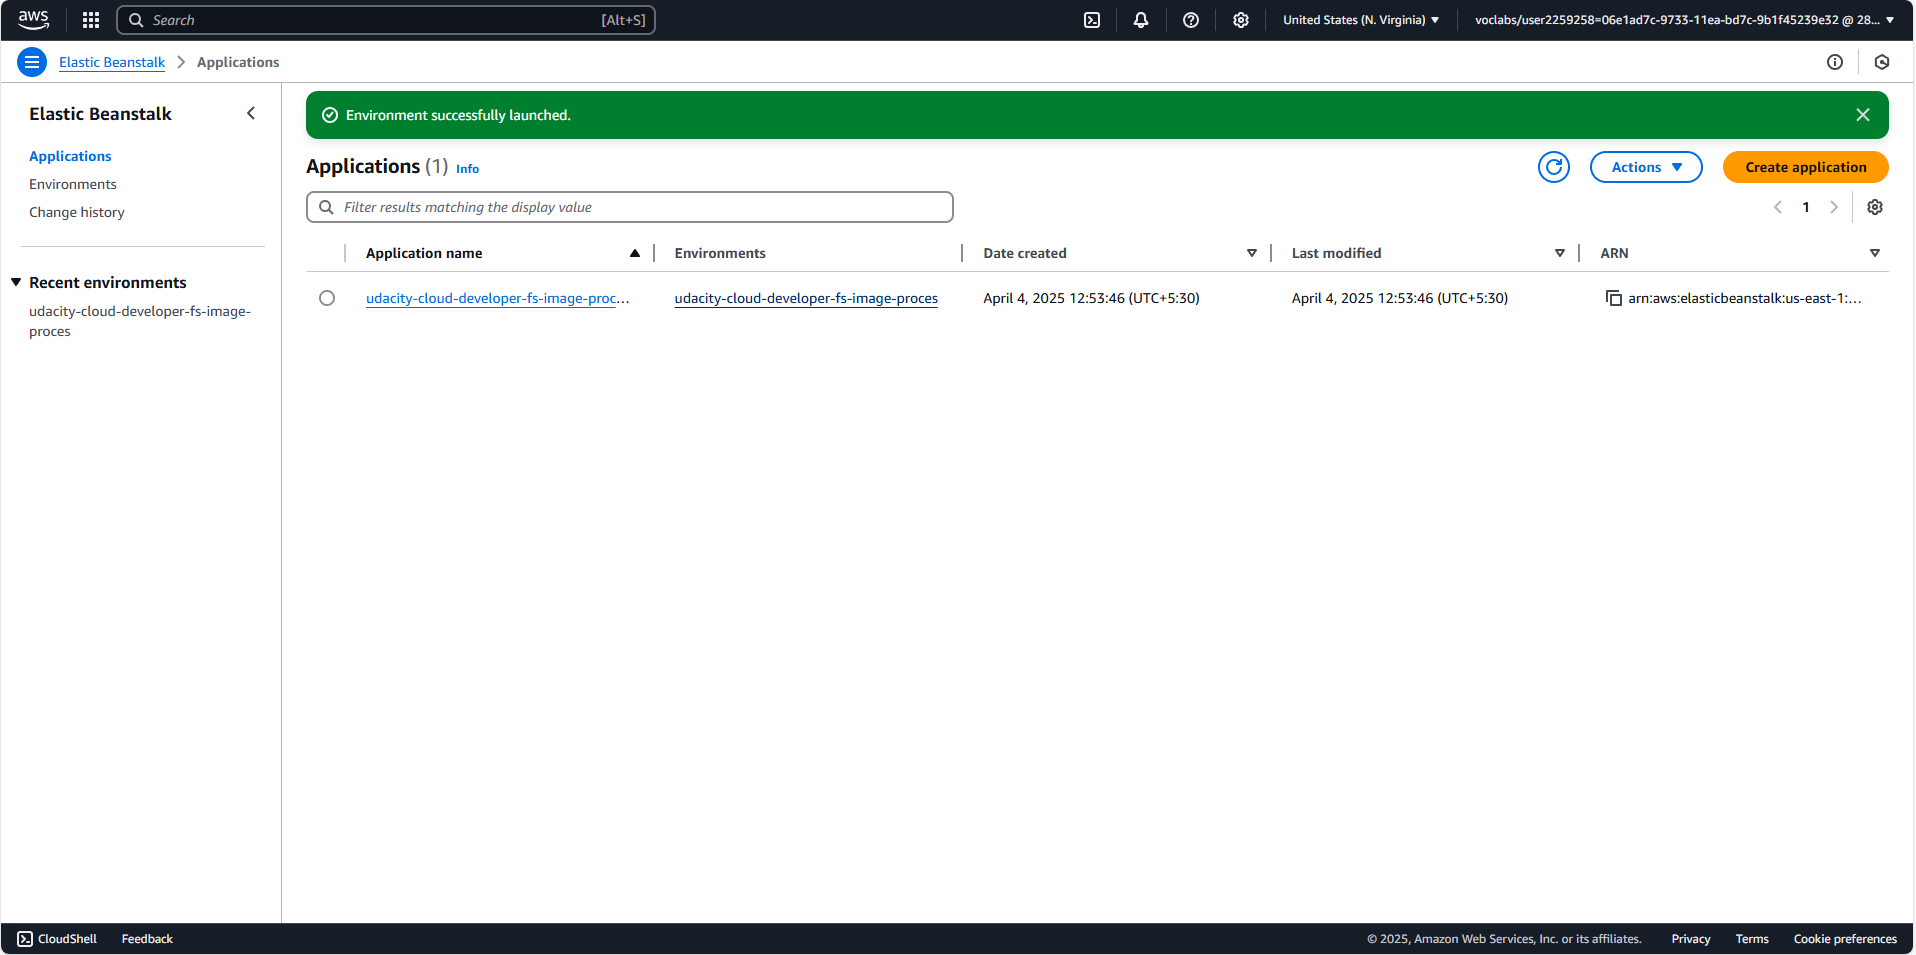 aws
Search [Alt+S]
United States (N. Virginia)
voclabs/user2259258=06e1ad7c-9733-11ea-bd7c-9b1f45239e32 @ 28...
Elastic Beanstalk
Applications
Elastic Beanstalk
Applications
Environments
Change history
Recent environments
udacity-cloud-developer-fs-image-
proces
Environment successfully launched.
Applications (1) Info
Actions
Create application
Filter results matching the display value
1
Application name
Environments
Date created
Last modified
ARN
udacity-cloud-developer-fs-image-proc...
udacity-cloud-developer-fs-image-proces
April 4, 2025 12:53:46 (UTC+5:30)
April 4, 2025 12:53:46 (UTC+5:30)
arn:aws:elasticbeanstalk:us-east-1:...
CloudShell
Feedback
© 2025, Amazon Web Services, Inc. or its affiliates.
Privacy
Terms
Cookie preferences